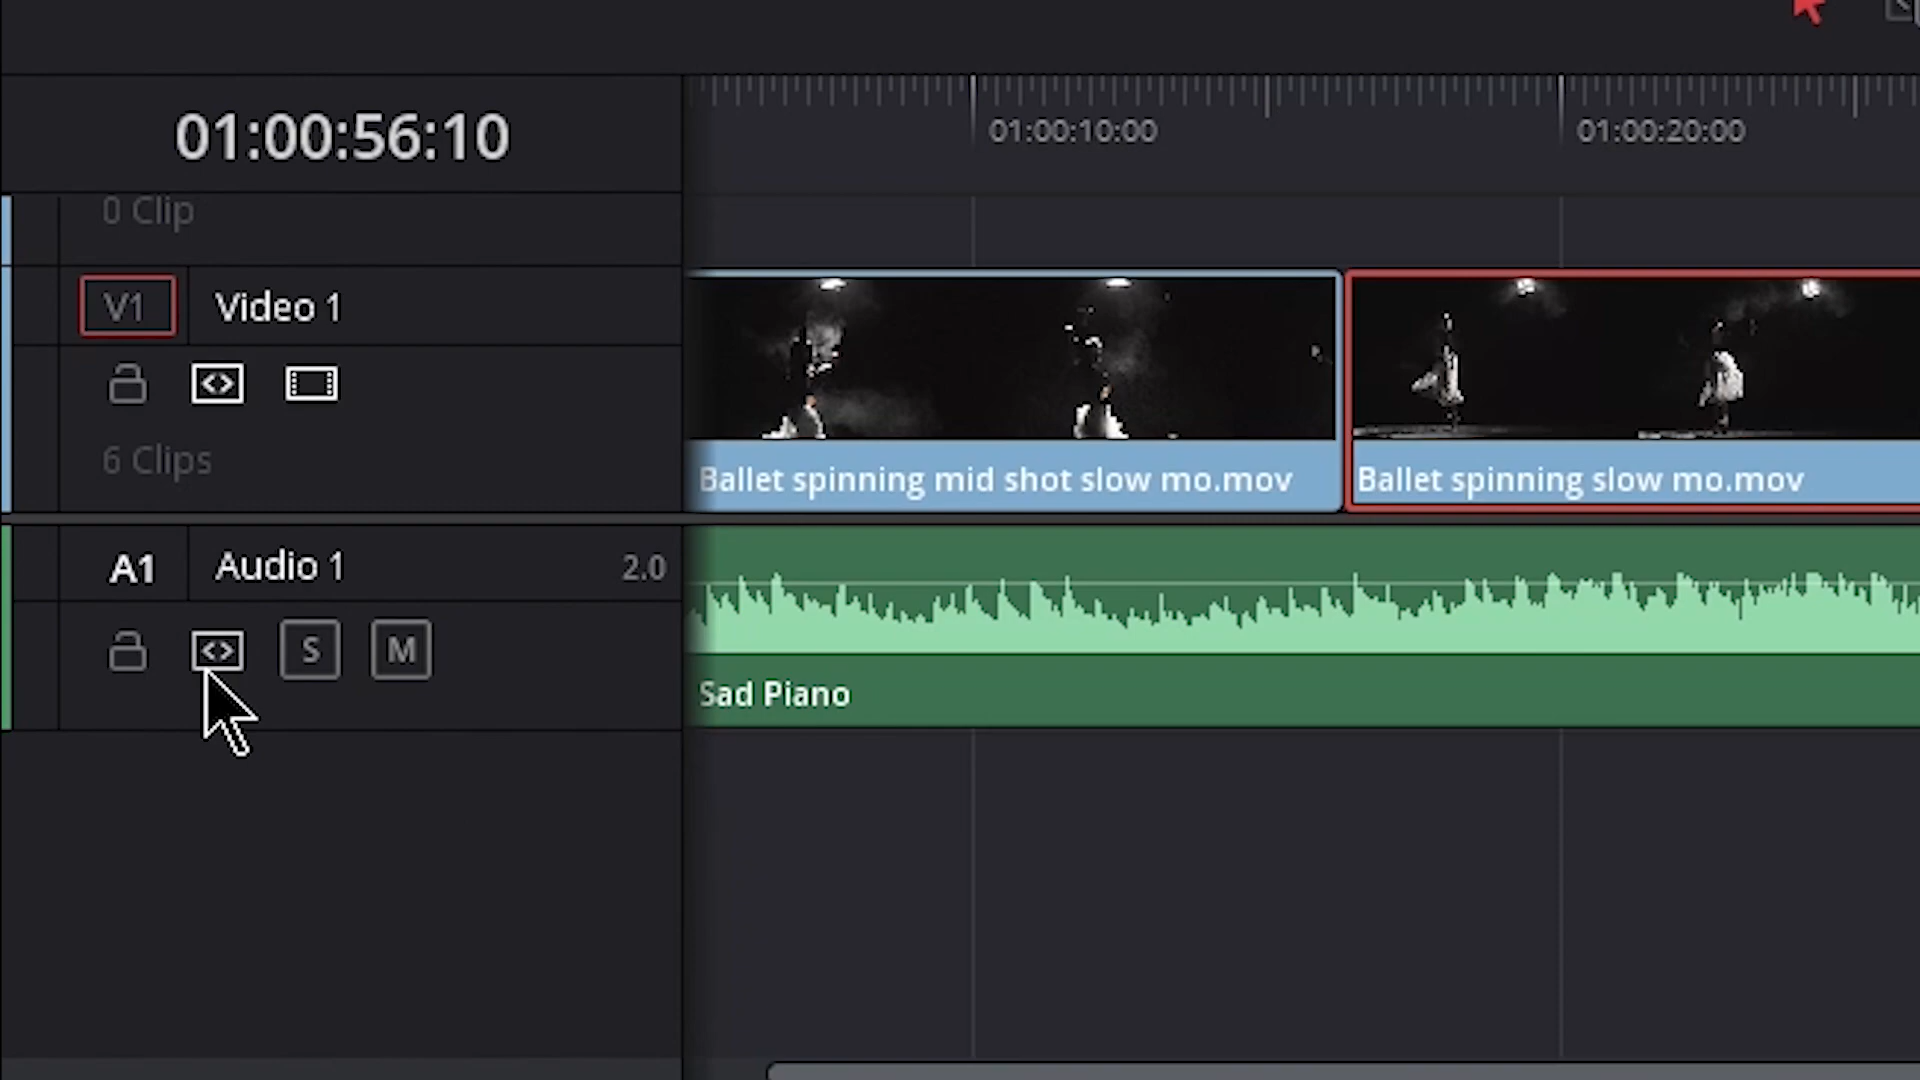 01:00:56:10
01:00:10:00
01:00:20:00
0 Clip
V1
Video 1
6 Clips
Ballet spinning mid shot slow mo.mov
Ballet spinning slow mo.mov
A1
Audio 1
2.0
S
M
Sad Piano